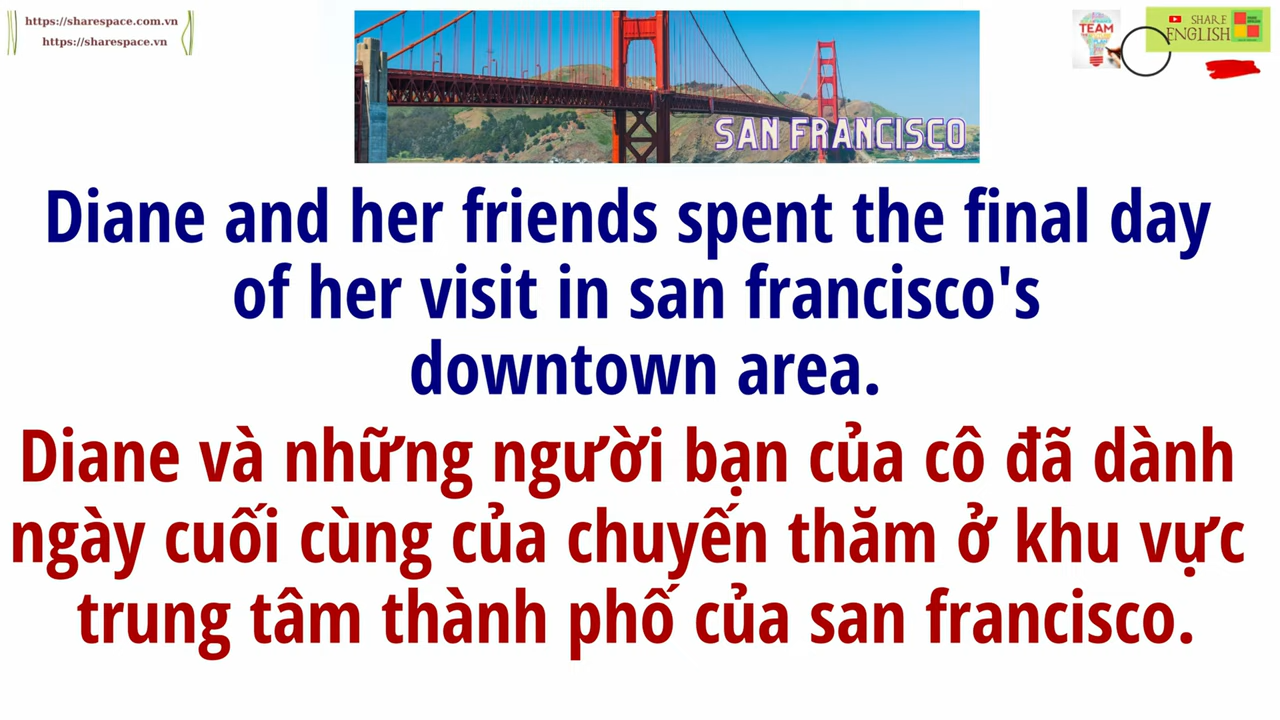 https://sharespace.com.vn
https://sharespace.vn
SAN FRANCISCO
TEAM
SHARE
ENGLISH
Diane and her friends spent the final day
of her visit in san francisco's
downtown area.
Diane và những người bạn của cô đã dành
ngày cuối cùng của chuyến thăm ở khu vực
trung tâm thành phố của san francisco.